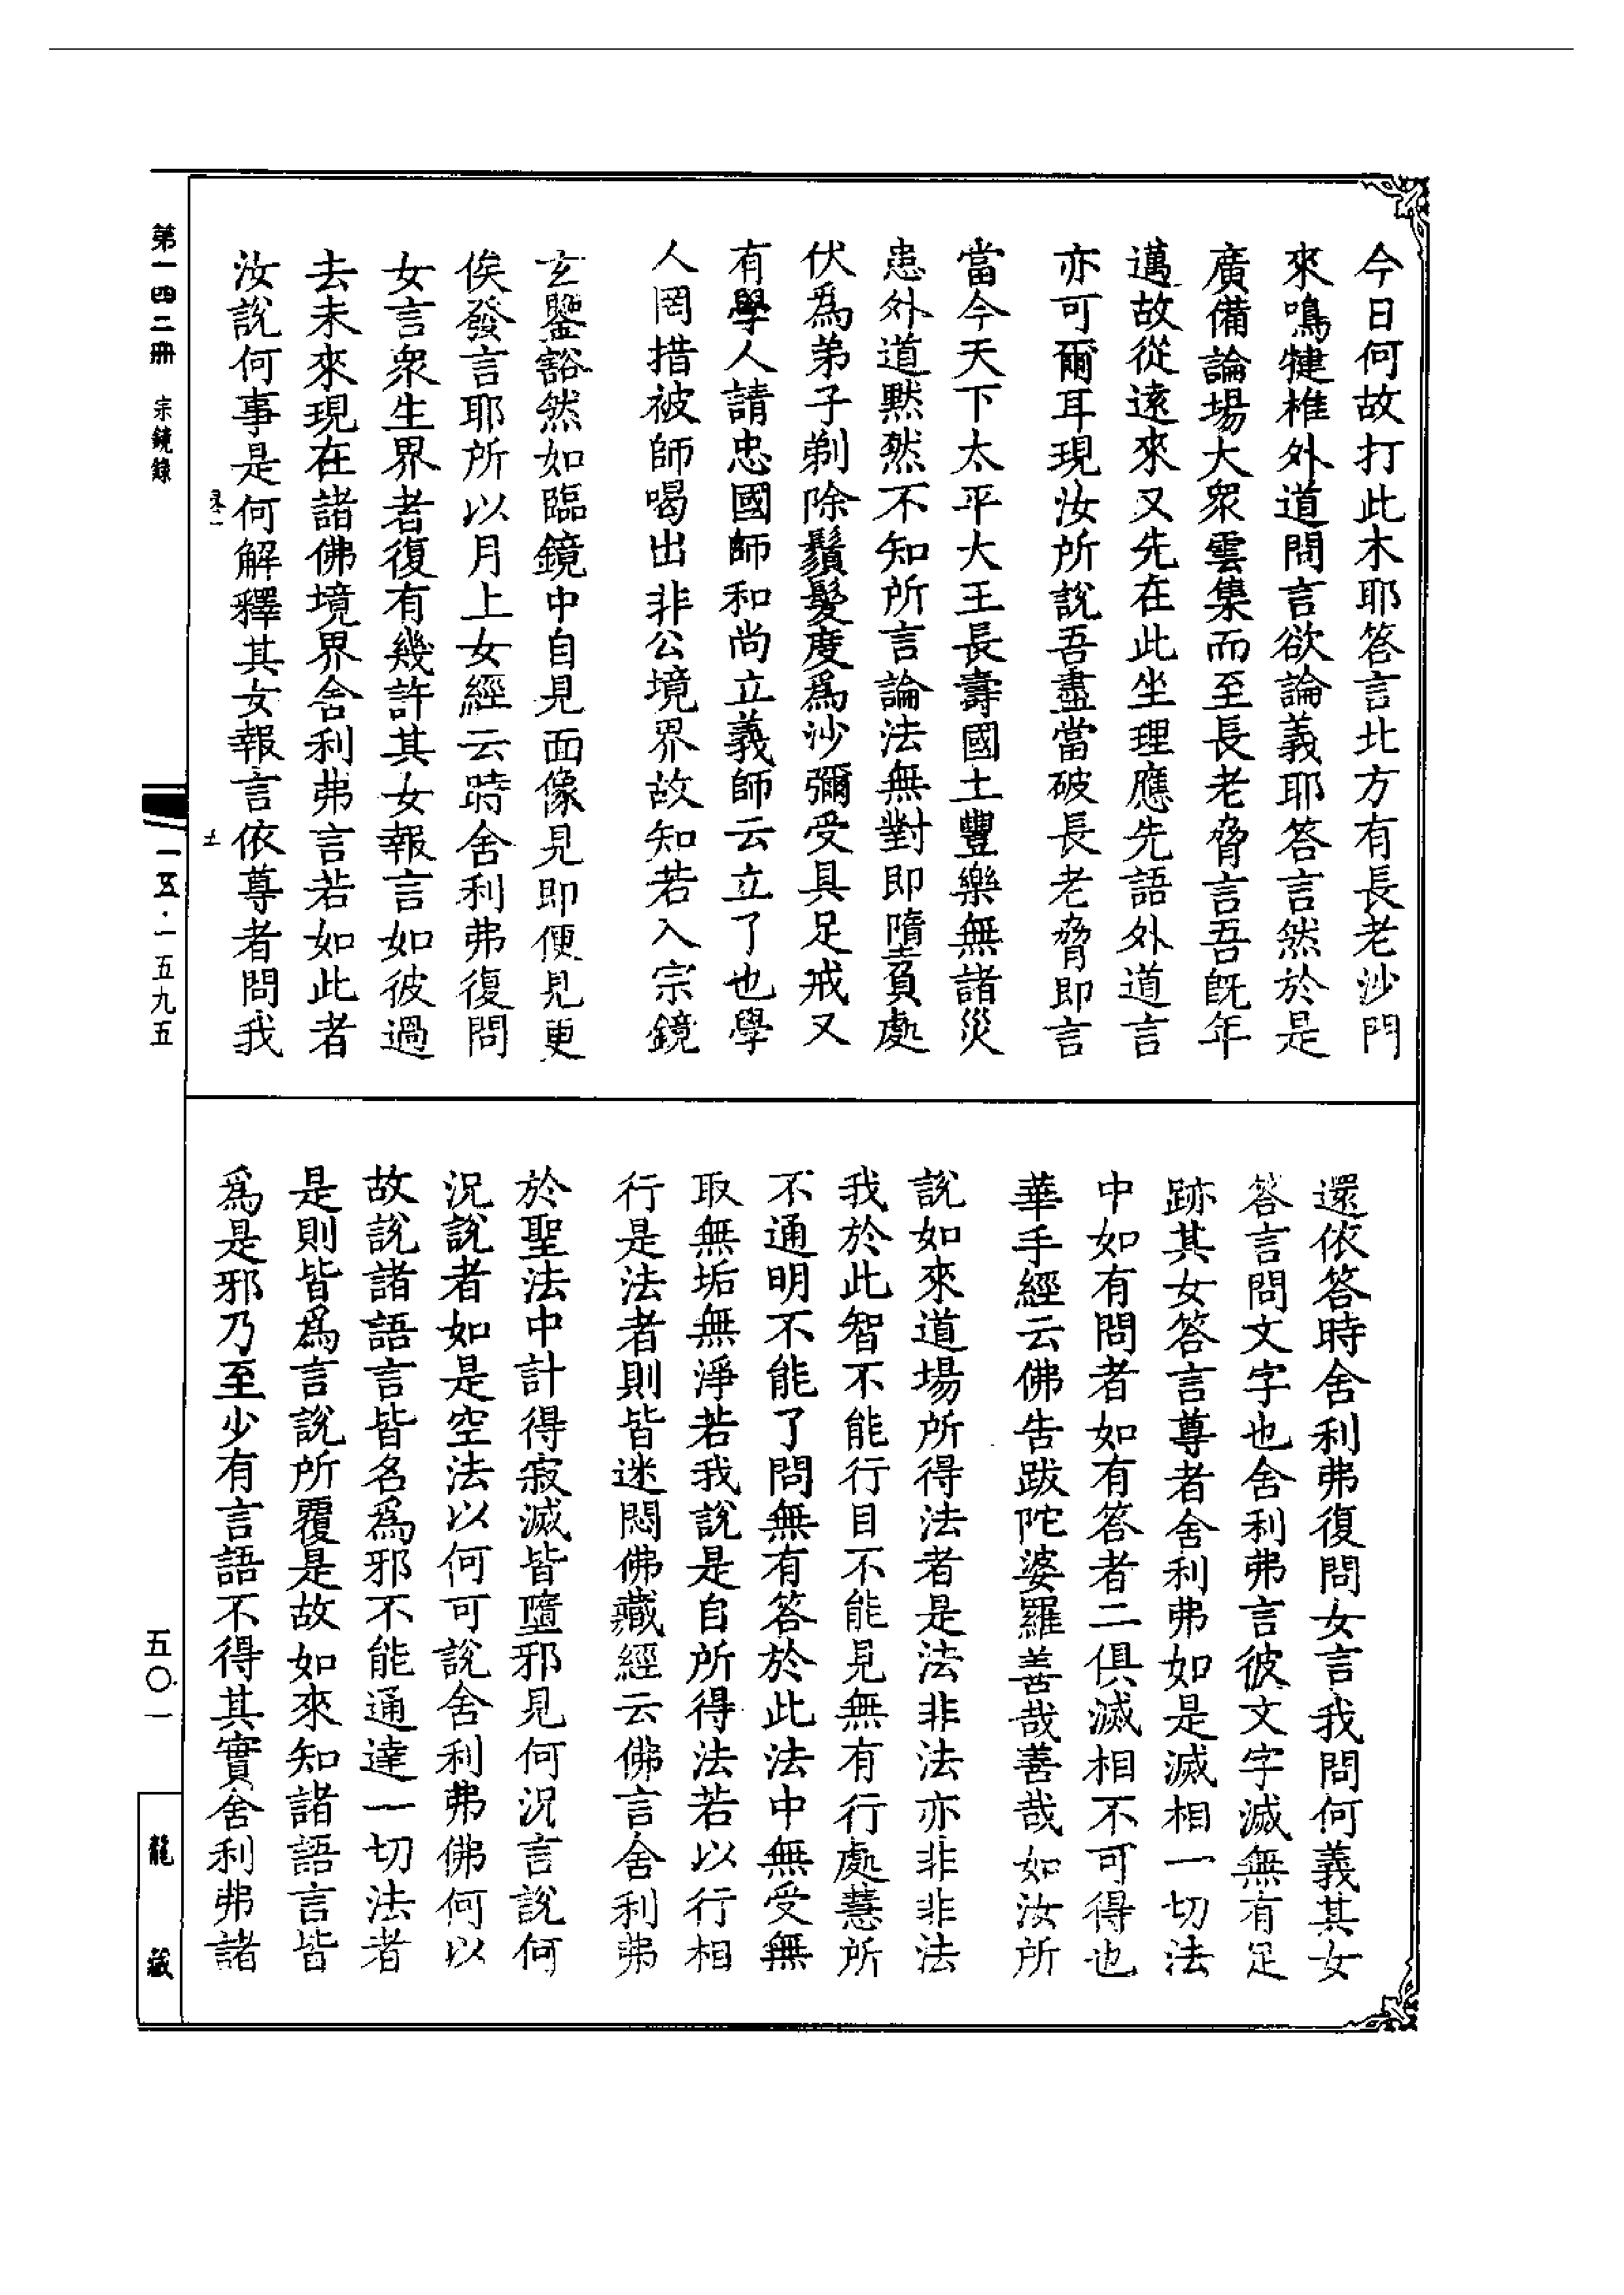 今日何故打此木耶答言北方有長老沙門
來鳴犍椎外道問言欲論義耶答言然於是
廣備論場大衆雲集而至長老脅言吾旣年
邁故從遠來又先在此坐理應先語外道言
亦可爾耳現汝所說吾盡當破長老脅即言
當今天下太平大王長壽國土豐樂無諸災
患外道黙然不知所言論法無對即隋負處
伏爲弟子剃除鬚髮度爲沙彌受具足戒又
有學人請忠國師和尚立義師云立了也學
人罔措被師喝出非公境界故知若入宗鏡
玄鑒豁然如臨鏡中自見面像見即便見更
俟發言耶所以月上女經云時舍利弗復問
女言衆生界者復有幾許其女報言如彼過
去未來現在諸佛境界舍利弗言若如此者
汝說何事是何解釋其女報言依尊者問我
還依答時舍利弗復問女言我問何義其女
答言問文字也舍利弗言彼文字滅無有足
跡其女答言尊者舍利弗如是滅相一切法
中如有問者如有答者二俱滅相不可得也
華手經云佛告跋陀婆羅善哉善哉如汝所
說如來道場所得法者是法非法亦非非法
我於此智不能行目不能見無有行處慧所
不通明不能了問無有答於此法中無受無
取無垢無淨若我說是自所得法若以行相
行是法者則皆迷悶佛藏經云佛言舍利弗
於聖法中計得寂滅皆墮邪見何況言說何
況說者如是空法以何可說舍利弗佛何以
故說諸語言皆名爲邪不能通達一切法者
是則皆爲言說所覆是故如來知諸語言皆
爲是邪乃至少有言語不得其實舍利弗諸
第一四二冊 宗鏡錄
一五五·一五九五
五〇一
龍藏